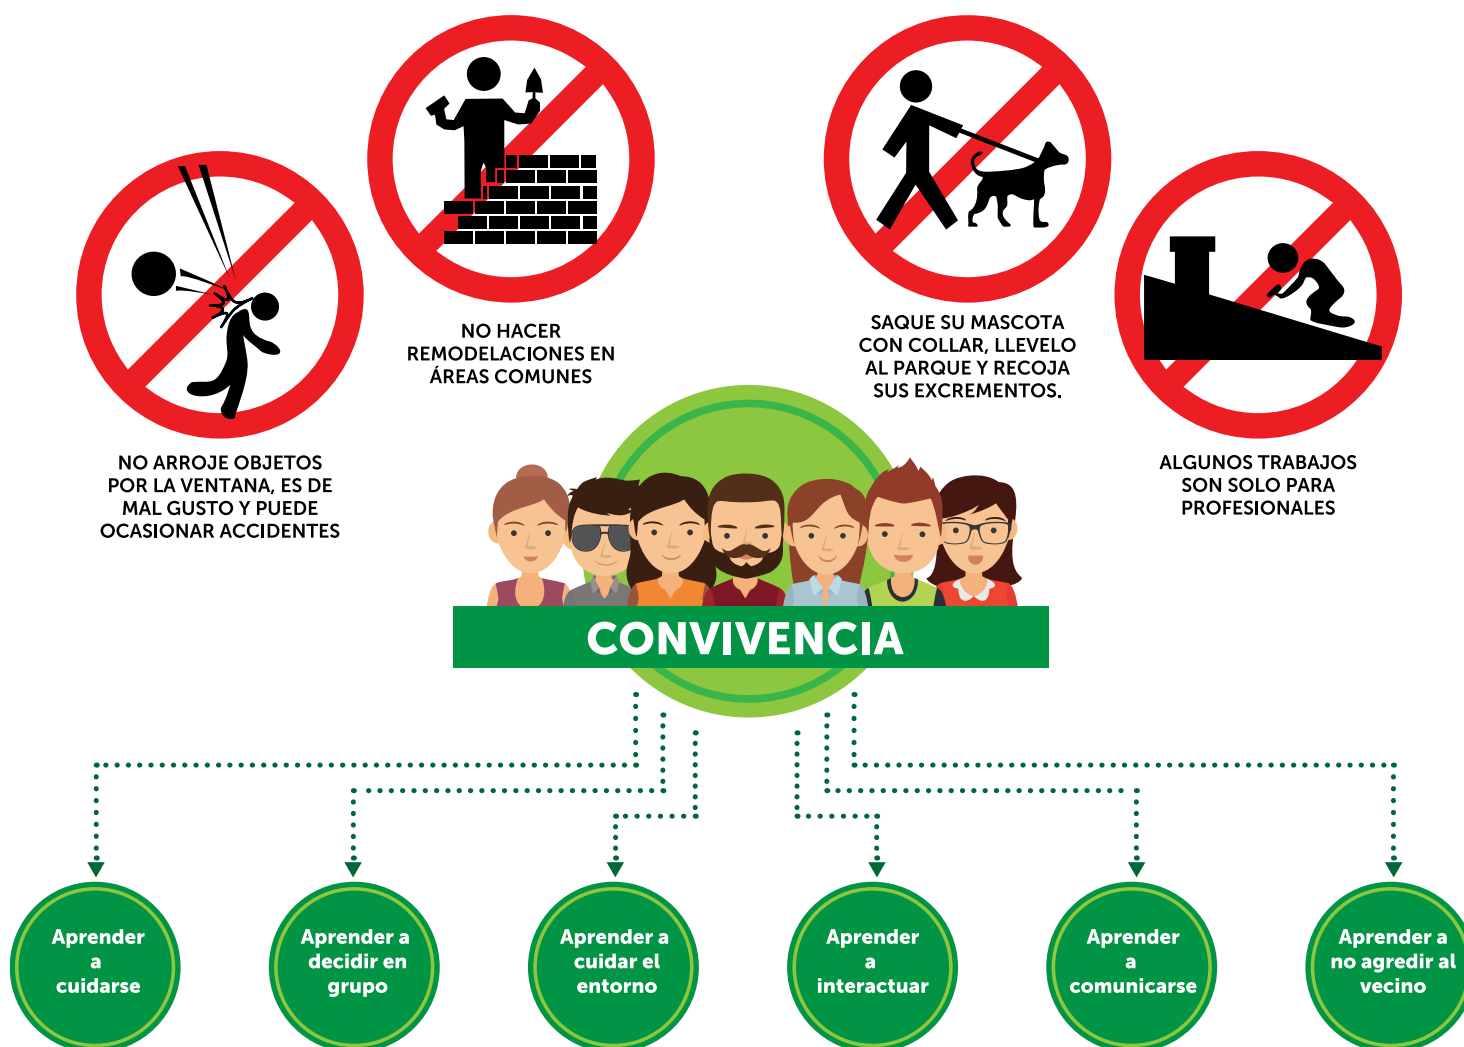 NO HACER
REMODELACIONES EN
ÁREAS COMUNES
SAQUE SU MASCOTA
CON COLLAR, LLEVELO
AL PARQUE Y RECOJA
SUS EXCREMENTOS.
NO ARROJE OBJETOS
POR LA VENTANA, ES DE
MAL GUSTO Y PUEDE
OCASIONAR ACCIDENTES
ALGUNOS TRABAJOS
SON SOLO PARA
PROFESIONALES
CONVIVENCIA
Aprender
a
cuidarse
Aprender a
decidir en
grupo
Aprender a
cuidar el
entorno
Aprender
a
interactuar
Aprender
a
comunicarse
Aprender a
no agredir al
vecino